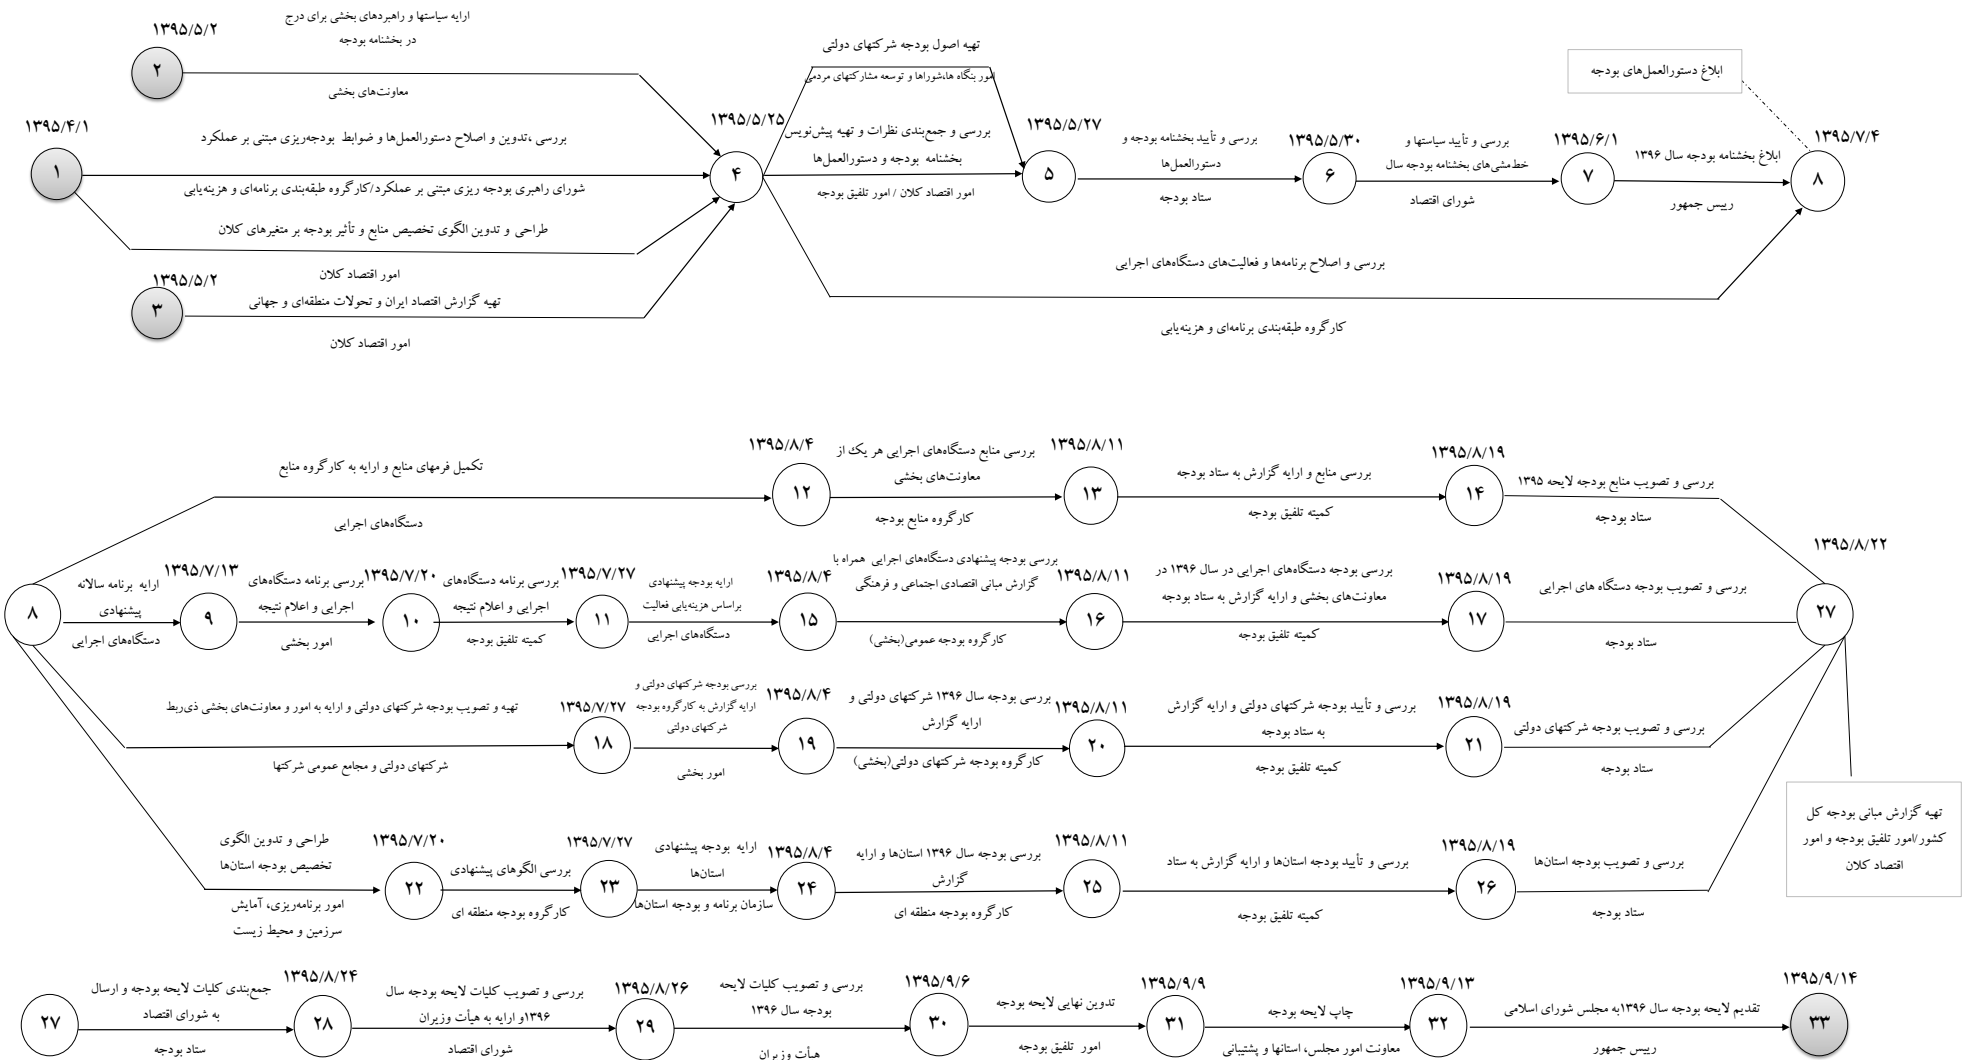 ارایه سیاستها و راهبردهای بخشی برای درج
در بخشنامه بودجه
۱۳۹۵/۵/۲
۲
معاونت‌های بخشی
۱۳۹۵/۴/۱
۱
بررسی ،تدوین و اصلاح دستورالعمل‌ها و ضوابط بودجه‌ریزی مبتنی بر عملکرد
شورای راهبری بودجه ریزی مبتنی بر عملکرد/کارگروه طبقه‌بندی برنامه‌ای و هزینه‌یابی
طراحی و تدوین الگوی تخصیص منابع و تأثیر بودجه بر متغیرهای کلان
امور اقتصاد کلان
۱۳۹۵/۵/۲
۳
تهیه گزارش اقتصاد ایران و تحولات منطقه‌ای و جهانی
امور اقتصاد کلان
۱۳۹۵/۵/۲۵
۴
تهیه اصول بودجه شرکتهای دولتی
امور بنگاه ها،شوراها و توسعه مشارکتهای مردمی
بررسی و جمع‌بندی نظرات و تهیه پیش‌نویس
بخشنامه بودجه و دستورالعمل‌ها
امور اقتصاد کلان / امور تلفیق بودجه
۱۳۹۵/۵/۲۷
۵
بررسی و تأیید بخشنامه بودجه و
دستورالعمل‌ها
ستاد بودجه
۱۳۹۵/۵/۳۰
۶
بررسی و تأیید سیاستها و
خط‌مشی‌های بخشنامه بودجه سال
شورای اقتصاد
۱۳۹۵/۶/۱
۷
ابلاغ بخشنامه بودجه سال ۱۳۹۶
رییس جمهور
ابلاغ دستورالعمل‌های بودجه
۱۳۹۵/۷/۴
۸
بررسی و اصلاح برنامه‌ها و فعالیت‌های دستگاه‌های اجرایی
کارگروه طبقه‌بندی برنامه‌ای و هزینه‌یابی
تکمیل فرمهای منابع و ارایه به کارگروه منابع
دستگاه‌های اجرایی
۱۳۹۵/۸/۴
۱۲
بررسی منابع دستگاه‌های اجرایی هر یک از
معاونت‌های بخشی
کارگروه منابع بودجه
۱۳۹۵/۸/۱۱
۱۳
بررسی منابع و ارایه گزارش به ستاد بودجه
کمیته تلفیق بودجه
۱۳۹۵/۸/۱۹
۱۴
بررسی و تصویب منابع بودجه لایحه ۱۳۹۵
ستاد بودجه
۸
ارایه برنامه سالانه
پیشنهادی
دستگاه‌های اجرایی
۱۳۹۵/۷/۱۳
۹
بررسی برنامه دستگاه‌های
اجرایی و اعلام نتیجه
امور بخشی
۱۳۹۵/۷/۲۰
۱۰
بررسی برنامه دستگاه‌های
اجرایی و اعلام نتیجه
کمیته تلفیق بودجه
۱۳۹۵/۷/۲۷
۱۱
ارایه بودجه پیشنهادی
براساس هزینه‌یابی فعالیت
دستگاه‌های اجرایی
۱۳۹۵/۸/۴
۱۵
بررسی بودجه پیشنهادی دستگاه‌های اجرایی همراه با
گزارش مبانی اقتصادی اجتماعی و فرهنگی
کارگروه بودجه عمومی(بخشی)
۱۳۹۵/۸/۱۱
۱۶
بررسی بودجه دستگاه‌های اجرایی در سال ۱۳۹۶ در
معاونت‌های بخشی و ارایه گزارش به ستاد بودجه
کمیته تلفیق بودجه
۱۳۹۵/۸/۱۹
۱۷
بررسی و تصویب بودجه دستگاه های اجرایی
ستاد بودجه
۱۳۹۵/۸/۲۲
۲۷
تهیه و تصویب بودجه شرکتهای دولتی و ارایه به امور و معاونت‌های بخشی ذی‌ربط
شرکتهای دولتی و مجامع عمومی شرکتها
۱۳۹۵/۷/۲۷
۱۸
بررسی بودجه شرکتهای دولتی و
ارایه گزارش به کارگروه بودجه
شرکتهای دولتی
امور بخشی
۱۳۹۵/۸/۴
۱۹
بررسی بودجه سال ۱۳۹۶ شرکتهای دولتی و
ارایه گزارش
کارگروه بودجه شرکتهای دولتی(بخشی)
۱۳۹۵/۸/۱۱
۲۰
بررسی و تأیید بودجه شرکتهای دولتی و ارایه گزارش
به ستاد بودجه
کمیته تلفیق بودجه
۱۳۹۵/۸/۱۹
۲۱
بررسی و تصویب بودجه شرکتهای دولتی
ستاد بودجه
تهیه گزارش مبانی بودجه کل
کشور/امور تلفیق بودجه و امور
اقتصاد کلان
طراحی و تدوین الگوی
تخصیص بودجه استان‌ها
امور برنامه‌ریزی، آمایش
سرزمین و محیط زیست
۱۳۹۵/۷/۲۰
۲۲
بررسی الگوهای پیشنهادی
کارگروه بودجه منطقه ای
۱۳۹۵/۷/۲۷
۲۳
ارایه بودجه پیشنهادی
استان‌ها
سازمان برنامه و بودجه استان‌ها
۱۳۹۵/۸/۴
۲۴
بررسی بودجه سال ۱۳۹۶ استان‌ها و ارایه
گزارش
کارگروه بودجه منطقه ای
۱۳۹۵/۸/۱۱
۲۵
بررسی و تأیید بودجه استان‌ها و ارایه گزارش به ستاد
کمیته تلفیق بودجه
۱۳۹۵/۸/۱۹
۲۶
بررسی و تصویب بودجه استان‌ها
ستاد بودجه
۲۷
جمع‌بندی کلیات لایحه بودجه و ارسال
به شورای اقتصاد
ستاد بودجه
۱۳۹۵/۸/۲۴
۲۸
بررسی و تصویب کلیات لایحه بودجه سال
۱۳۹۶و ارایه به هیأت وزیران
شورای اقتصاد
۱۳۹۵/۸/۲۶
۲۹
بررسی و تصویب کلیات لایحه
بودجه سال ۱۳۹۶
هیأت وزیران
۱۳۹۵/۹/۶
۳۰
تدوین نهایی لایحه بودجه
امور تلفیق بودجه
۱۳۹۵/۹/۹
۳۱
چاپ لایحه بودجه
معاونت امور مجلس، استانها و پشتیبانی
۱۳۹۵/۹/۱۳
۳۲
تقدیم لایحه بودجه سال ۱۳۹۶به مجلس شورای اسلامی
رییس جمهور
۱۳۹۵/۹/۱۴
۳۳